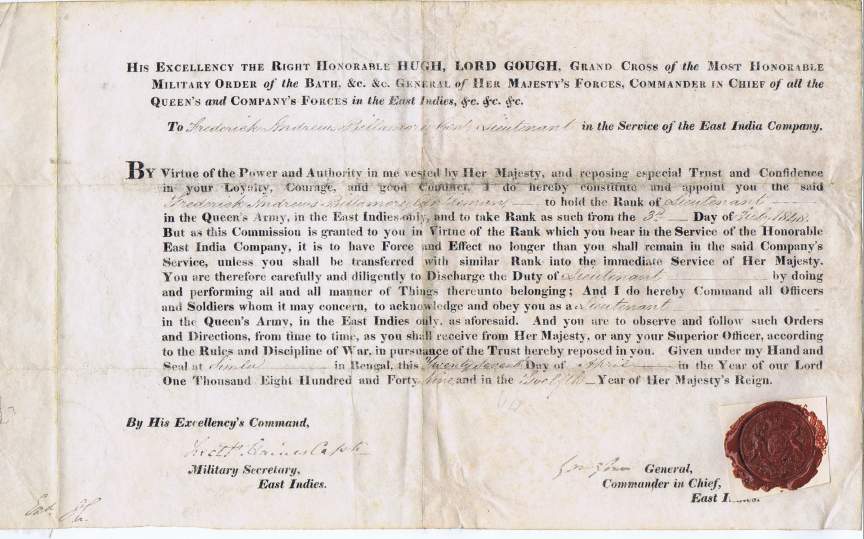 HIS EXCELLENCY THE RIGHT HONORABLE HUGH, LORD GOUGH, GRAND CROSS of the MOST HONORABLE
MILITARY ORDER of the BATH, &c. &c. GENERAL of HER MAJESTY'S FORCES, COMMANDER IN CHIEF of all the
QUEEN'S and COMPANY'S FORCES in the EAST INDIES, &c. &c. &c.
To Frederick Andrew Lieutenant in the Service of the EAST INDIA COMPANY.
BY Virtue of the Power and Authority in me vested by Her Majesty, and reposing especial Trust and Confidence
in your Loyalty, Courage, and good Conduct, I do hereby constitute and appoint you the said
Frederick Andrews to hold the Rank of Lieutenant
in the Queen's Army, in the East Indies only, and to take Rank as such from the 3rd Day of Feb. 1848.
But as this Commission is granted to you in Virtue of the Rank which you bear in the Service of the Honorable
East India Company, it is to have Force and Effect no longer than you shall remain in the said Company's
Service, unless you shall be transferred with similar Rank into the immediate Service of Her Majesty.
You are therefore carefully and diligently to Discharge the Duty of Lieutenant by doing
and performing all and all manner of Things thereunto belonging; And I do hereby Command all Officers
and Soldiers whom it may concern, to acknowledge and obey you as a Lieutenant
in the Queen's Army, in the East Indies only, as aforesaid. And you are to observe and follow such Orders
and Directions, from time to time, as you shall receive from Her Majesty, or any your Superior Officer, according
to the Rules and Discipline of War, in pursuance of the Trust hereby reposed in you. Given under my Hand and
Seal at Simla in Bengal, this Twenty Seventh Day of April in the Year of our Lord
One Thousand Eight Hundred and Forty nine and in the Twelfth Year of Her Majesty's Reign.
By His Excellency's Command,
Haines Capt.
Military Secretary,
East Indies.
General,
Commander in Chief,
East